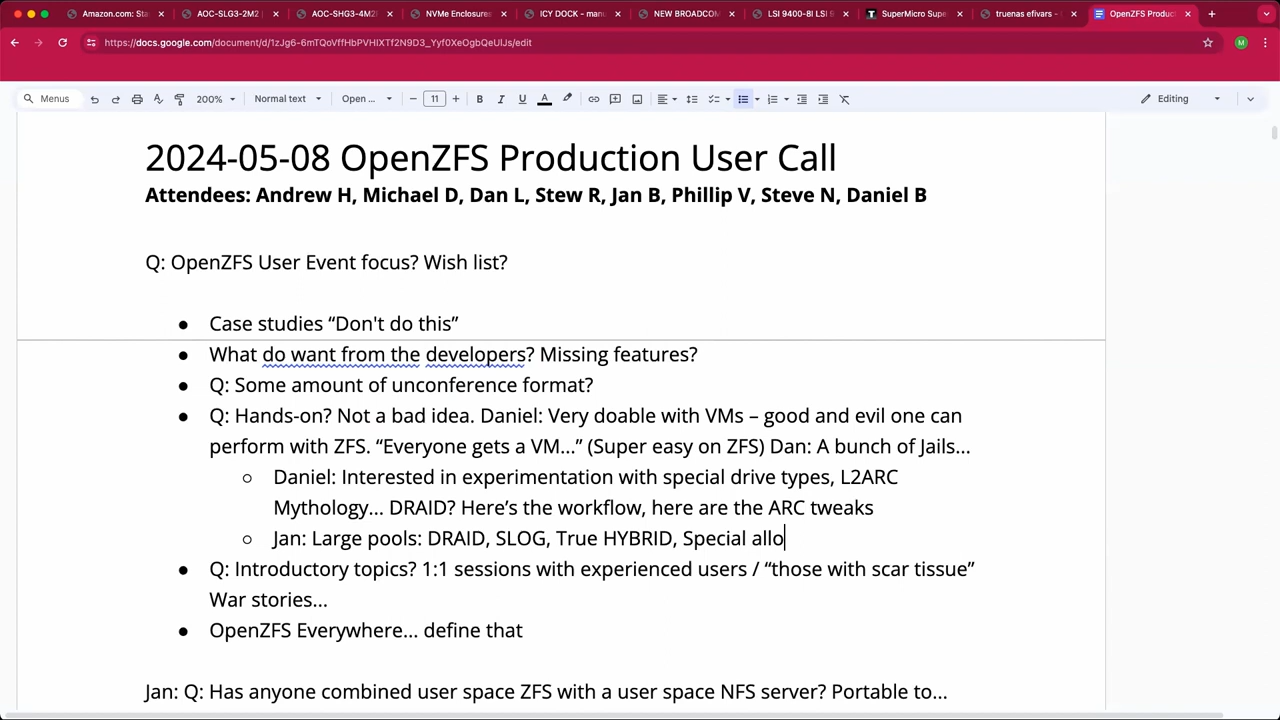 Amazon.com: Sta
AOC-SLG3-2M2 |
AOC-SHG3-4M2
NVMe Enclosures
ICY DOCK - manu
NEW BROADCOM
LSI 9400-8I LSI S
SuperMicro Supe
truenas efivars -
OpenZFS Produc
https://docs.google.com/document/d/1zJg6-6mTQoVffHbPVHIXTf2N9D3_Yyf0XeOgbQeUIJs/edit
M
Menus
200%
Normal text
Open ...
11
B I U A
Editing
2024-05-08 OpenZFS Production User Call
Attendees: Andrew H, Michael D, Dan L, Stew R, Jan B, Phillip V, Steve N, Daniel B
Q: OpenZFS User Event focus? Wish list?
● Case studies “Don't do this”
● What do want from the developers? Missing features?
● Q: Some amount of unconference format?
● Q: Hands-on? Not a bad idea. Daniel: Very doable with VMs – good and evil one can
perform with ZFS. “Everyone gets a VM...” (Super easy on ZFS) Dan: A bunch of Jails...
○ Daniel: Interested in experimentation with special drive types, L2ARC
Mythology... DRAID? Here’s the workflow, here are the ARC tweaks
○ Jan: Large pools: DRAID, SLOG, True HYBRID, Special allo
● Q: Introductory topics? 1:1 sessions with experienced users / “those with scar tissue”
War stories...
● OpenZFS Everywhere... define that
Jan: Q: Has anyone combined user space ZFS with a user space NFS server? Portable to...